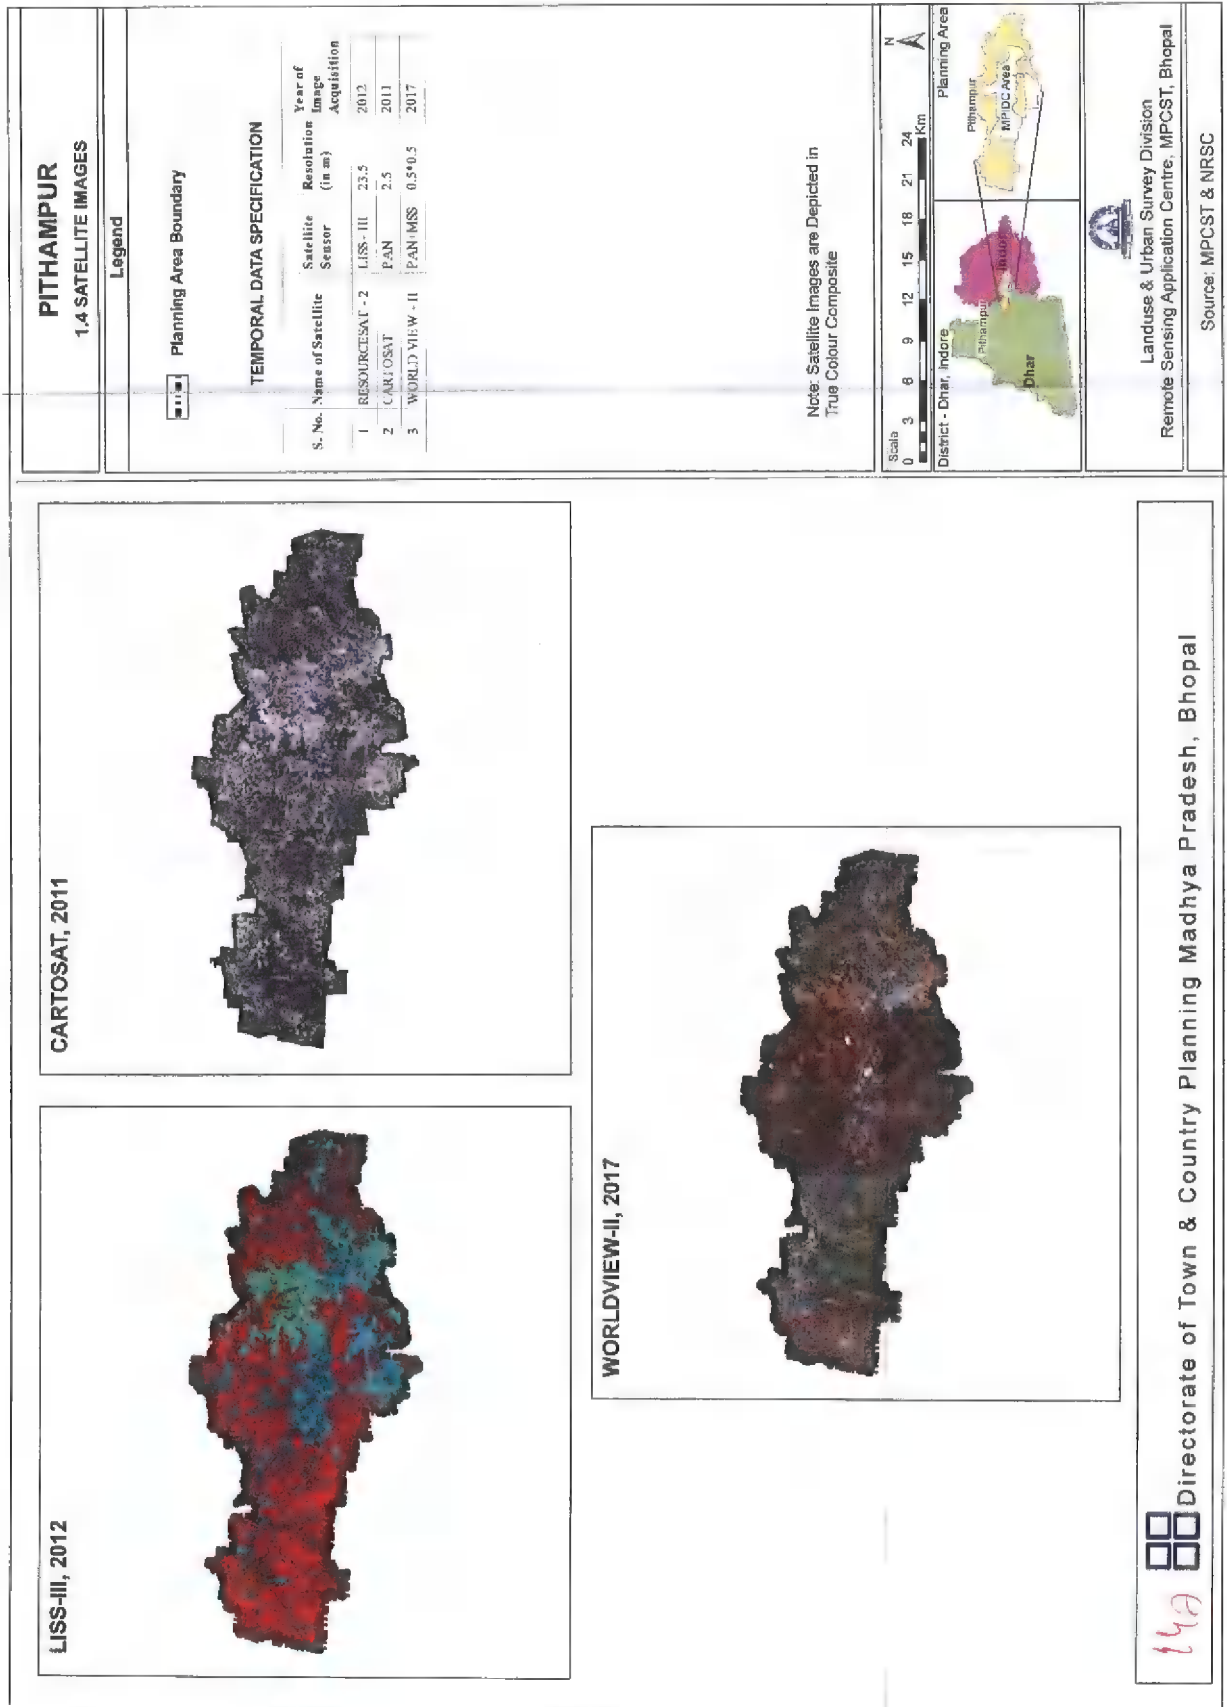 PITHAMPUR
1.4 SATELLITE IMAGES
Legend
Planning Area Boundary
TEMPORAL DATA SPECIFICATION
S. No. Name of Satellite Satellite Sensor Resolution (in m) Year of Image Acquisition
1 RESOURCESAT - 2 LISS - III 23.5 2012
2 CARTOSAT PAN 2.5 2011
3 WORLD VIEW - II PAN+MSS 0.5*0.5 2017
Note: Satellite Images are Depicted in
True Colour Composite
N
Scale
0 3 6 9 12 15 18 21 24
Km
District - Dhar, Indore
Planning Area
Pithampur
Indore
Dhar
Pithampur
MPIDC Area
Landuse & Urban Survey Division
Remote Sensing Application Centre, MPCST, Bhopal
Source: MPCST & NRSC
LISS-III, 2012
CARTOSAT, 2011
WORLDVIEW-II, 2017
Directorate of Town & Country Planning Madhya Pradesh, Bhopal